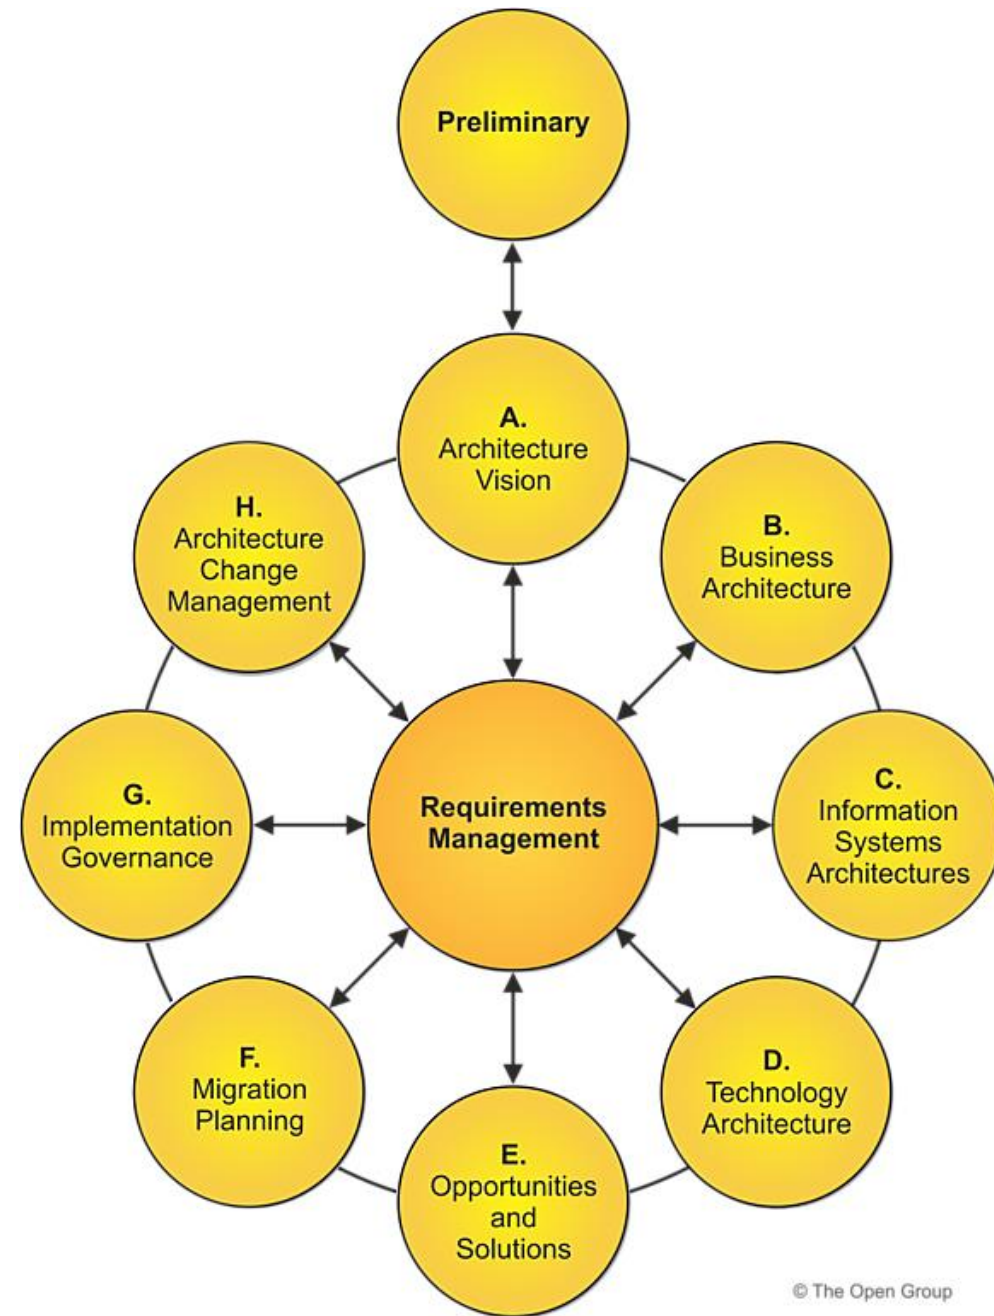 Preliminary
A.
Architecture
Vision
B.
Business
Architecture
C.
Information
Systems
Architectures
D.
Technology
Architecture
E.
Opportunities
and
Solutions
F.
Migration
Planning
G.
Implementation
Governance
H.
Architecture
Change
Management
Requirements
Management
© The Open Group